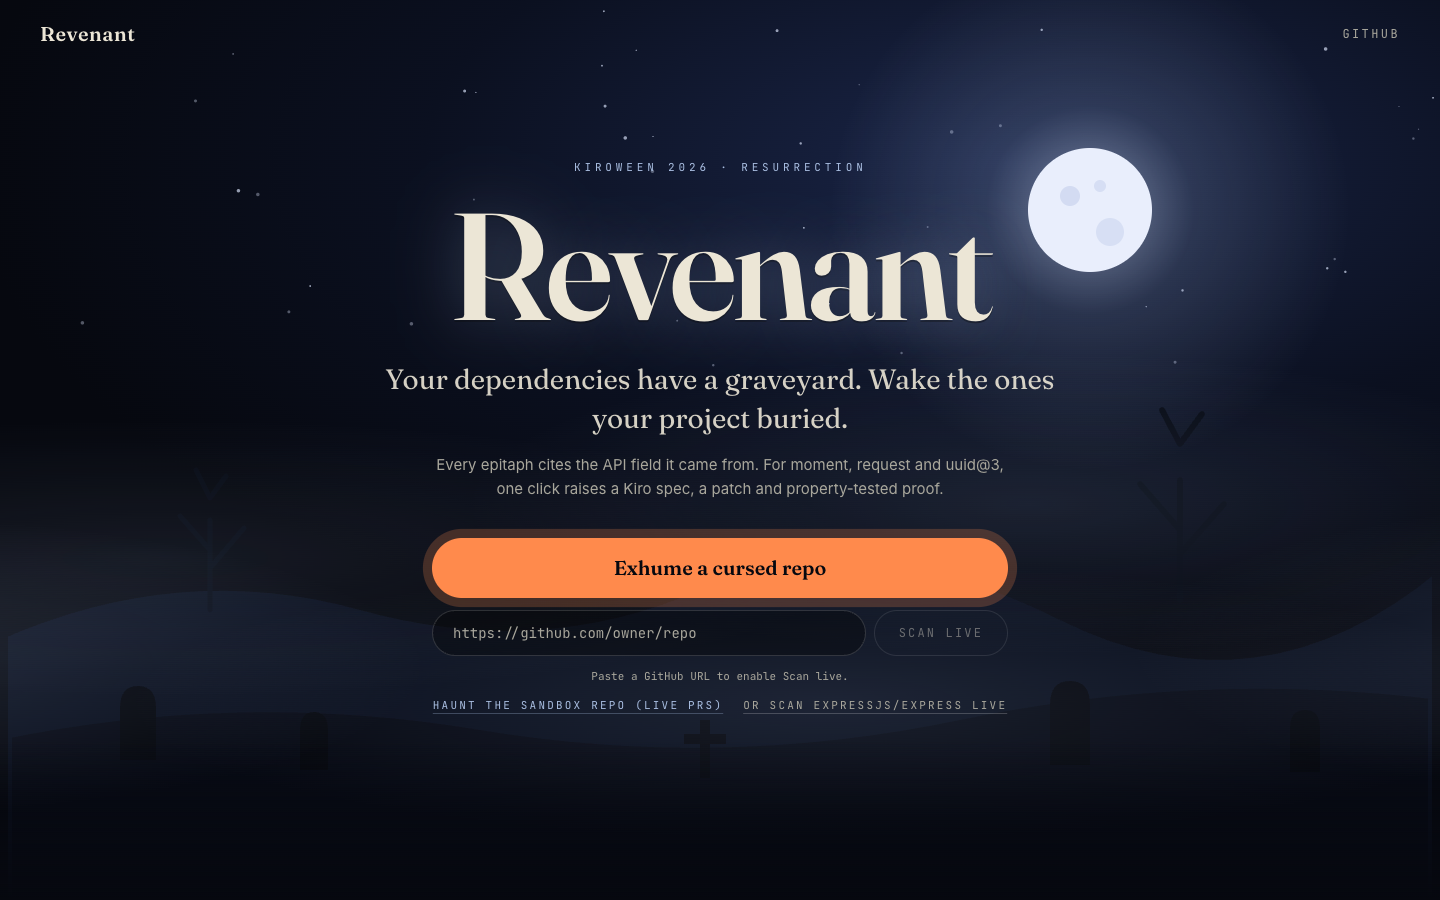 Revenant
GITHUB
KIROWEEN 2026 · RESURRECTION
Revenant
Your dependencies have a graveyard. Wake the ones
your project buried.
Every epitaph cites the API field it came from. For moment, request and uuid@3,
one click raises a Kiro spec, a patch and property-tested proof.
Exhume a cursed repo
https://github.com/owner/repo
SCAN LIVE
Paste a GitHub URL to enable Scan live.
HAUNT THE SANDBOX REPO (LIVE PRS)
OR SCAN EXPRESSJS/EXPRESS LIVE